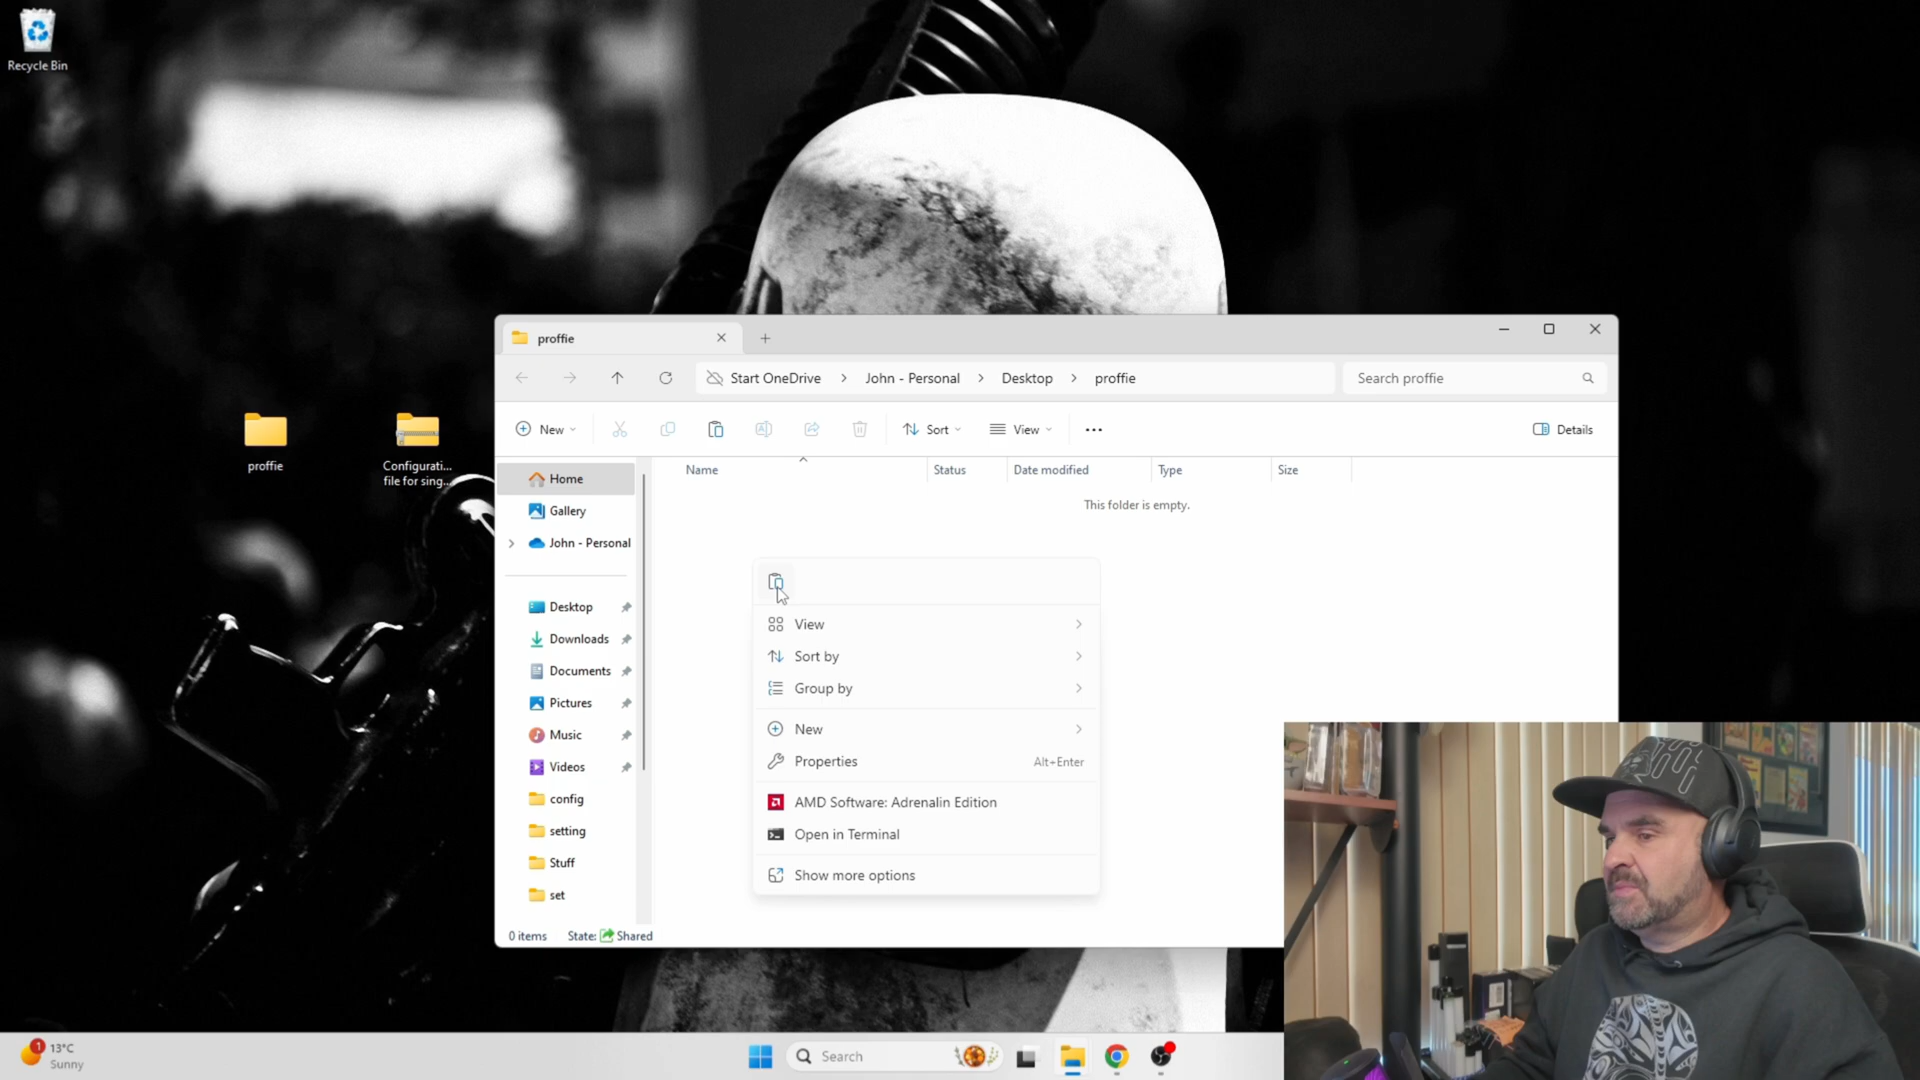 Recycle Bin
proffie
Configurati...
file for sing...
proffie
Start OneDrive > John - Personal > Desktop > proffie
Search proffie
New
Sort
View
Details
Home
Gallery
John - Personal
Desktop
Downloads
Documents
Pictures
Music
Videos
config
setting
Stuff
set
Name
Status
Date modified
Type
Size
This folder is empty.
View
Sort by
Group by
New
Properties Alt+Enter
AMD Software: Adrenalin Edition
Open in Terminal
Show more options
0 items State: Shared
1
13°C
Sunny
Search